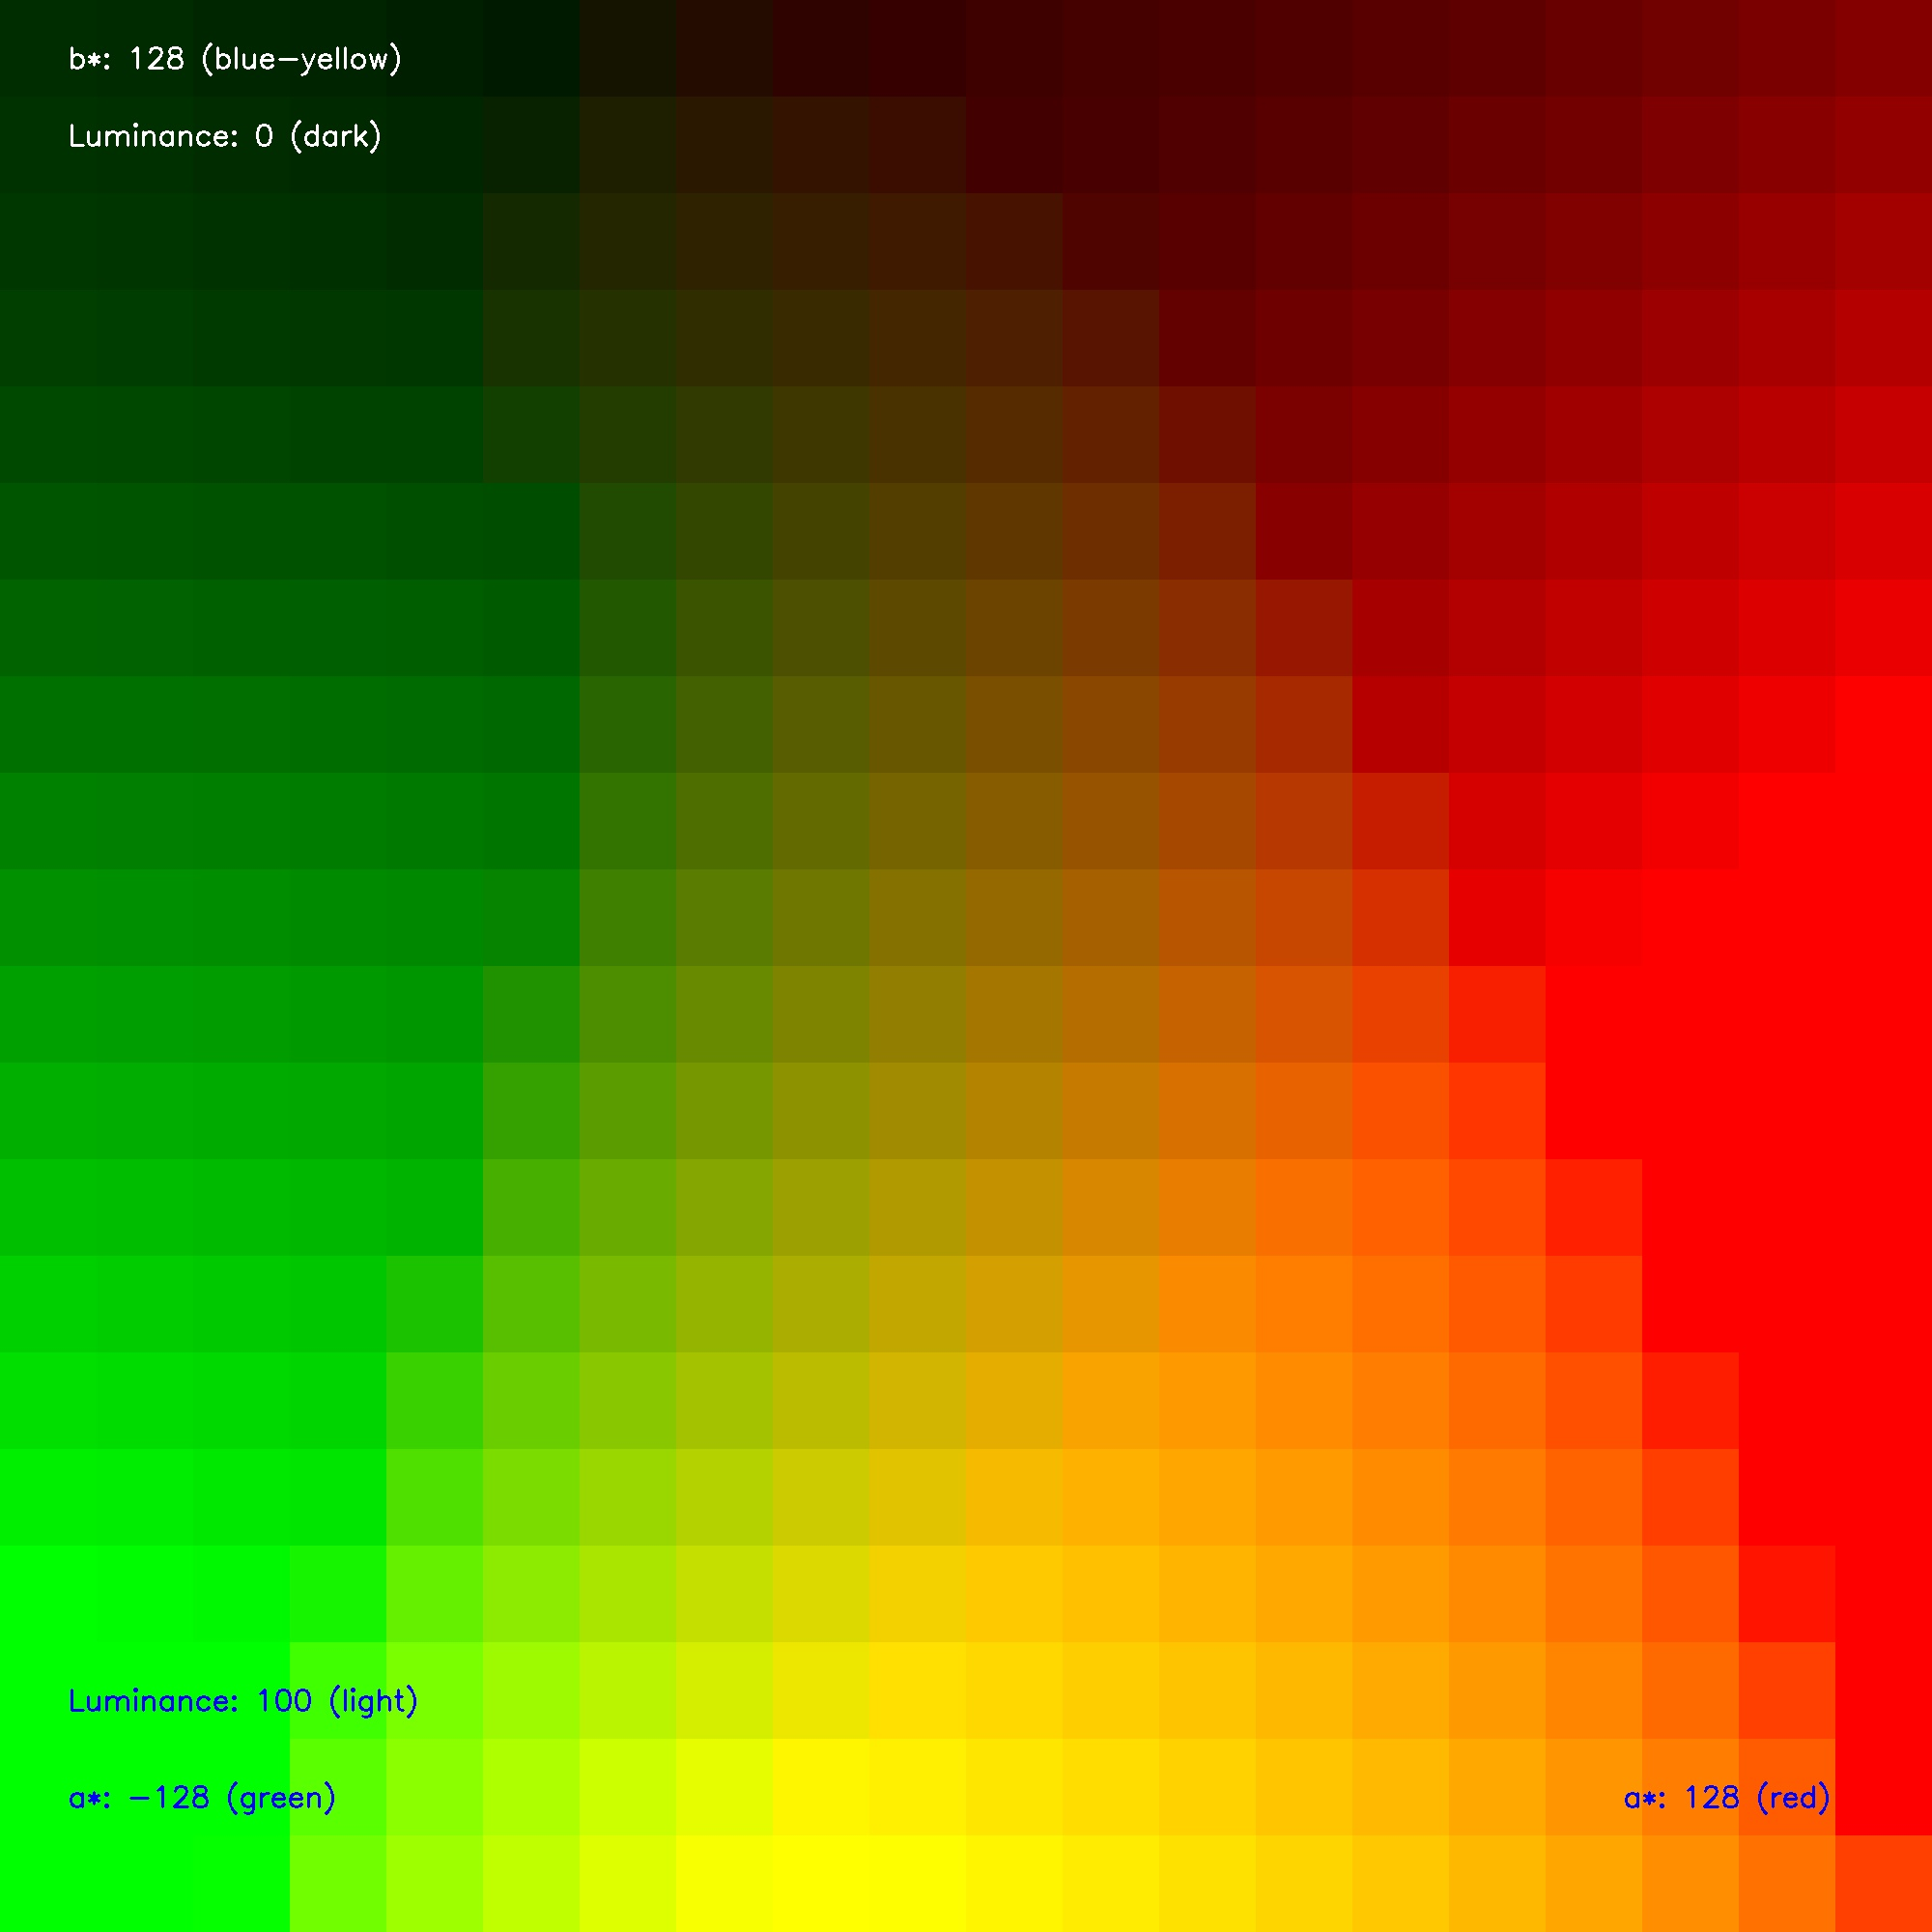 b*: 128 (blue-yellow)
Luminance: 0 (dark)
Luminance: 100 (light)
a*: -128 (green)
a*: 128 (red)